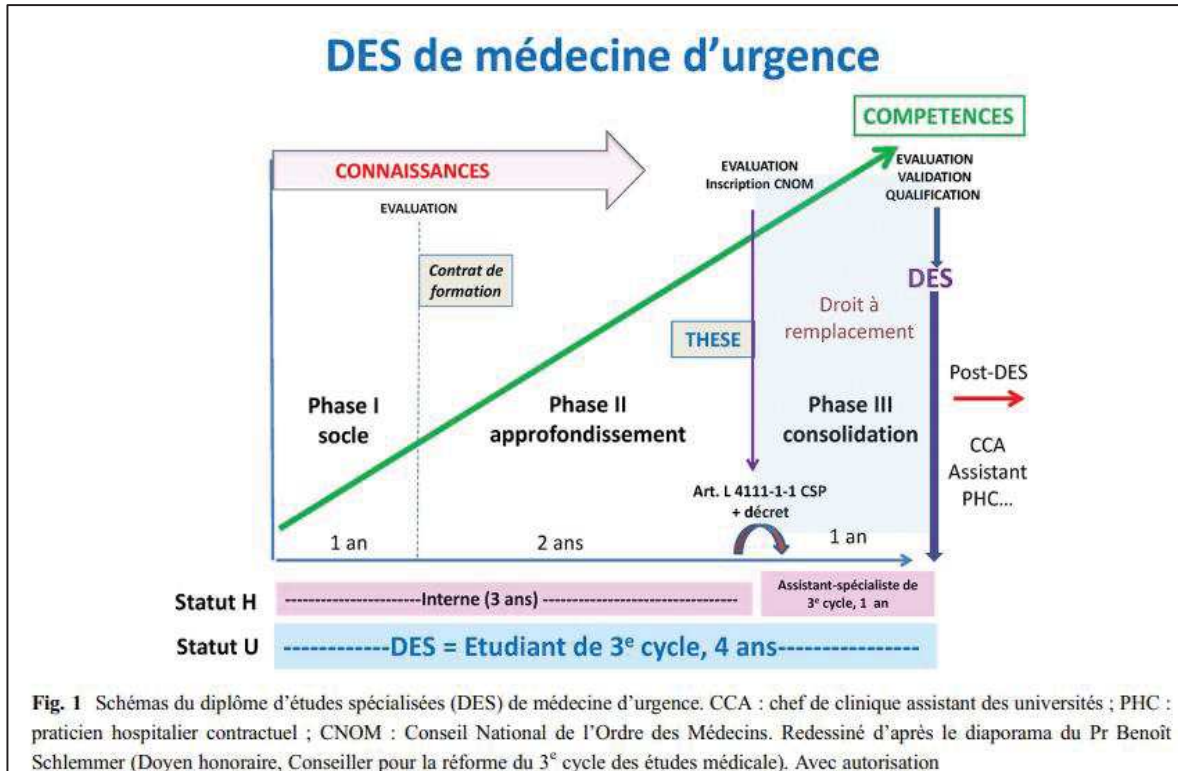 DES de médecine d'urgence
COMPETENCES
CONNAISSANCES
EVALUATION
EVALUATION
Inscription CNOM
EVALUATION
VALIDATION
QUALIFICATION
Contrat de
formation
DES
THESE
Droit à
remplacement
Phase I
socle
Phase II
approfondissement
Phase III
consolidation
Post-DES
CCA
Assistant
PHC...
Art. L 4111-1-1 CSP
+ décret
1 an
2 ans
1 an
Statut H
-----------------------Interne (3 ans) ---------------------------------
Assistant-spécialiste de
3e cycle, 1 an
Statut U
------------DES = Etudiant de 3e cycle, 4 ans----------------
Fig. 1 Schémas du diplôme d'études spécialisées (DES) de médecine d'urgence. CCA : chef de clinique assistant des universités ; PHC :
praticien hospitalier contractuel ; CNOM : Conseil National de l'Ordre des Médecins. Redessiné d'après le diaporama du Pr Benoît
Schlemmer (Doyen honoraire, Conseiller pour la réforme du 3e cycle des études médicale). Avec autorisation